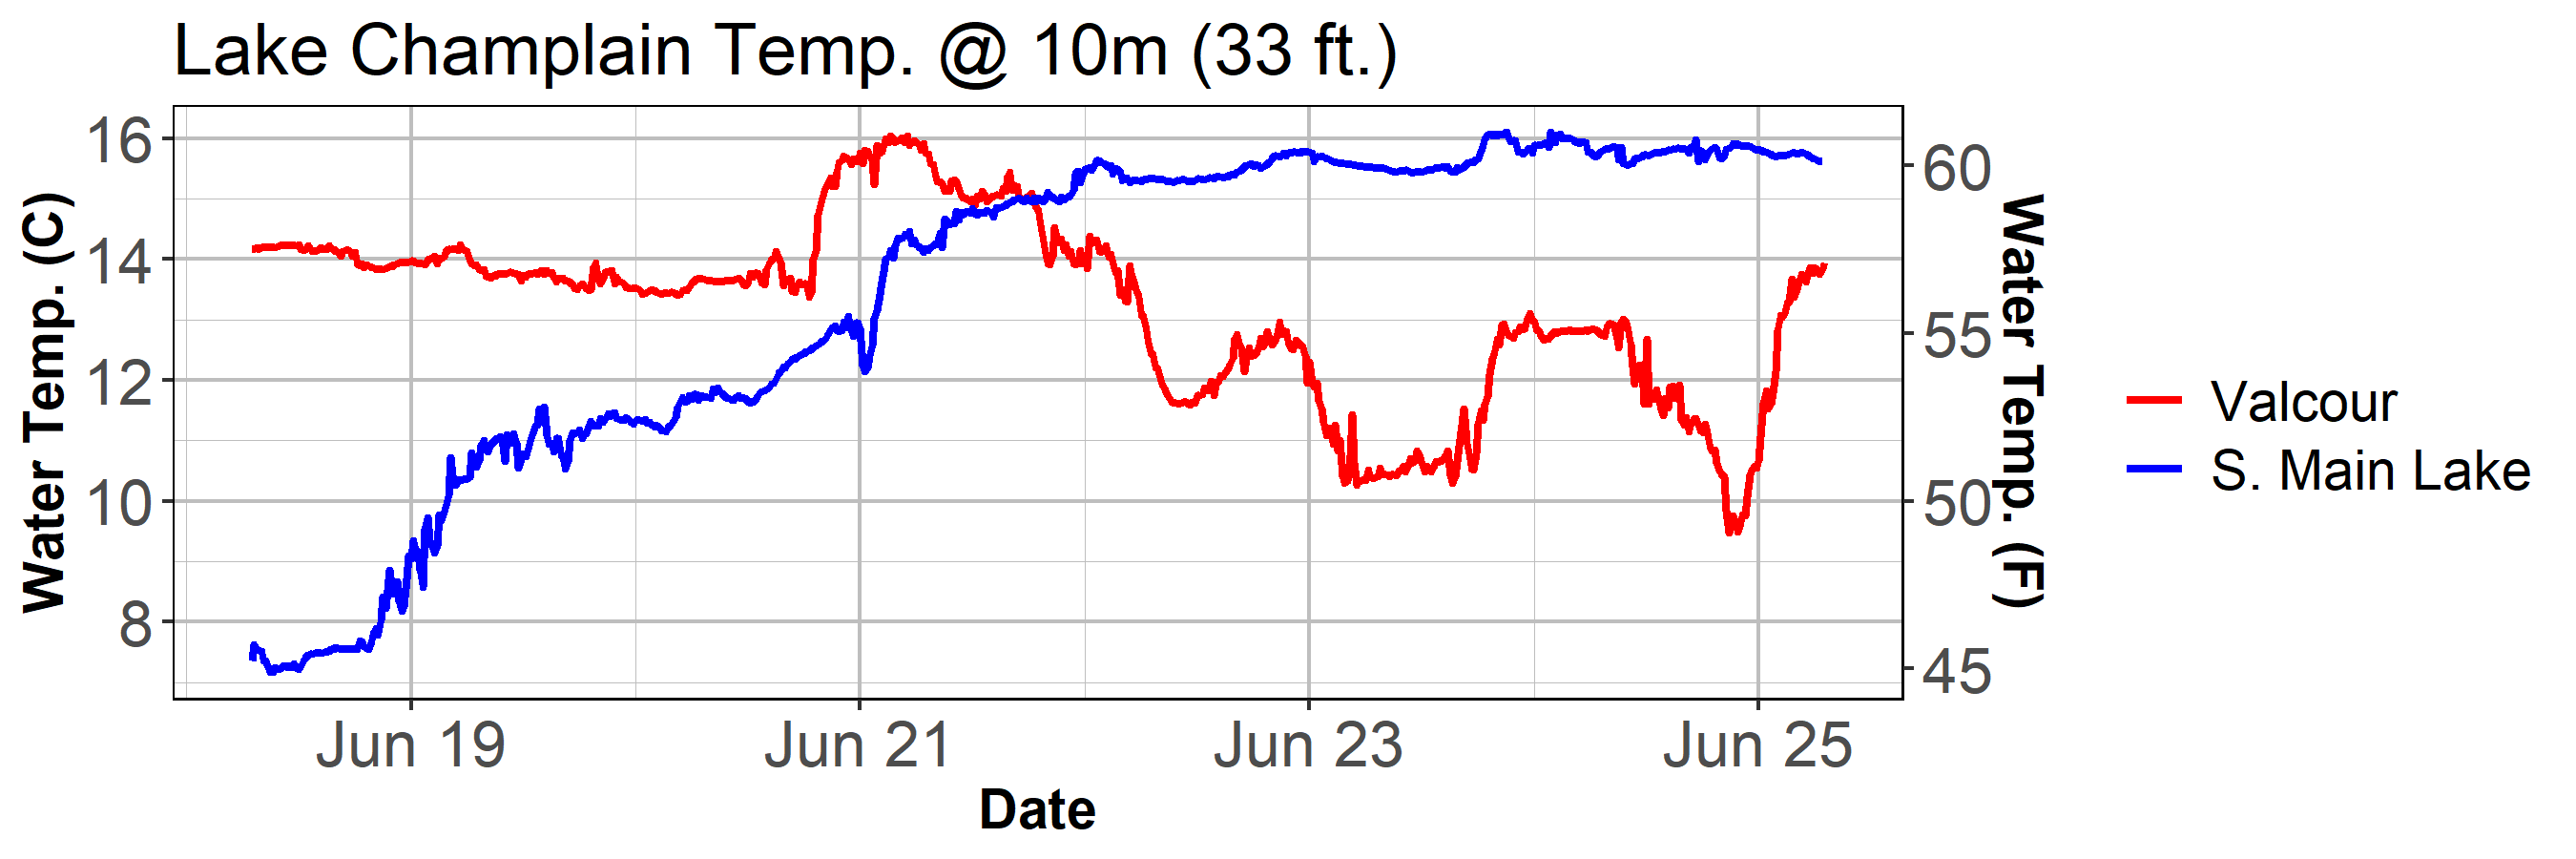 Lake Champlain Temp. @ 10m (33 ft.)
Water Temp. (C)
16
14
12
10
8
60
55
50
45
Water Temp. (F)
Jun 19
Jun 21
Jun 23
Jun 25
Date
Valcour
S. Main Lake